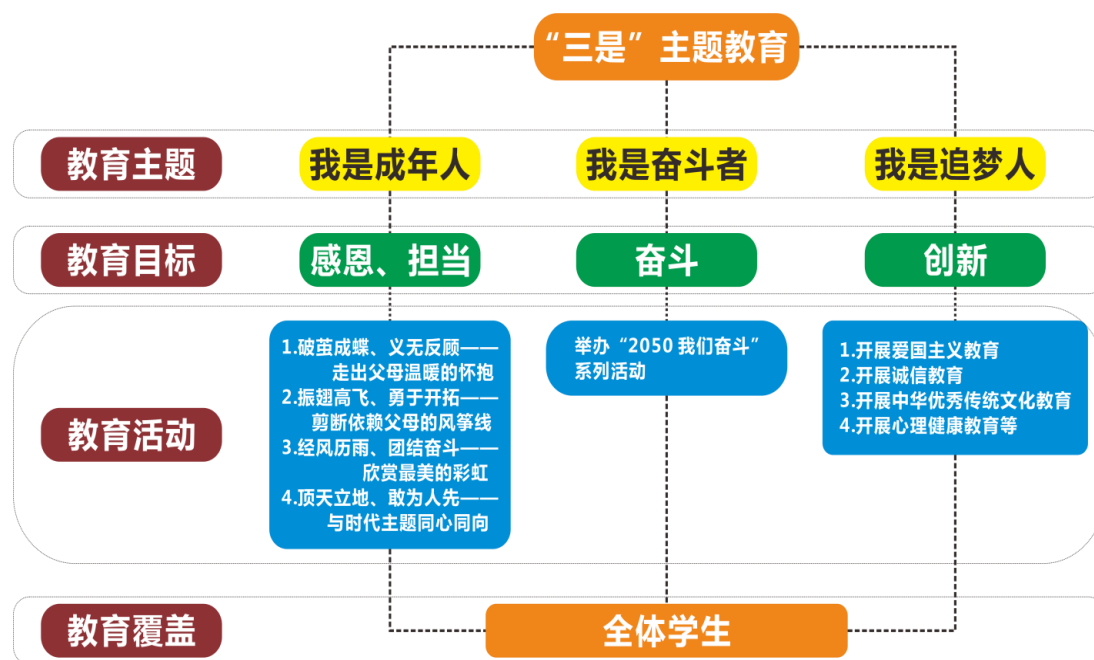 “三是”主题教育
教育主题
我是成年人
我是奋斗者
我是追梦人
教育目标
感恩、担当
奋斗
创新
教育活动
1.破茧成蝶、义无反顾——
走出父母温暖的怀抱
2.振翅高飞、勇于开拓——
剪断依赖父母的风筝线
3.经风历雨、团结奋斗——
欣赏最美的彩虹
4.顶天立地、敢为人先——
与时代主题同心同向
举办“2050 我们奋斗”
系列活动
1.开展爱国主义教育
2.开展诚信教育
3.开展中华优秀传统文化教育
4.开展心理健康教育等
教育覆盖
全体学生